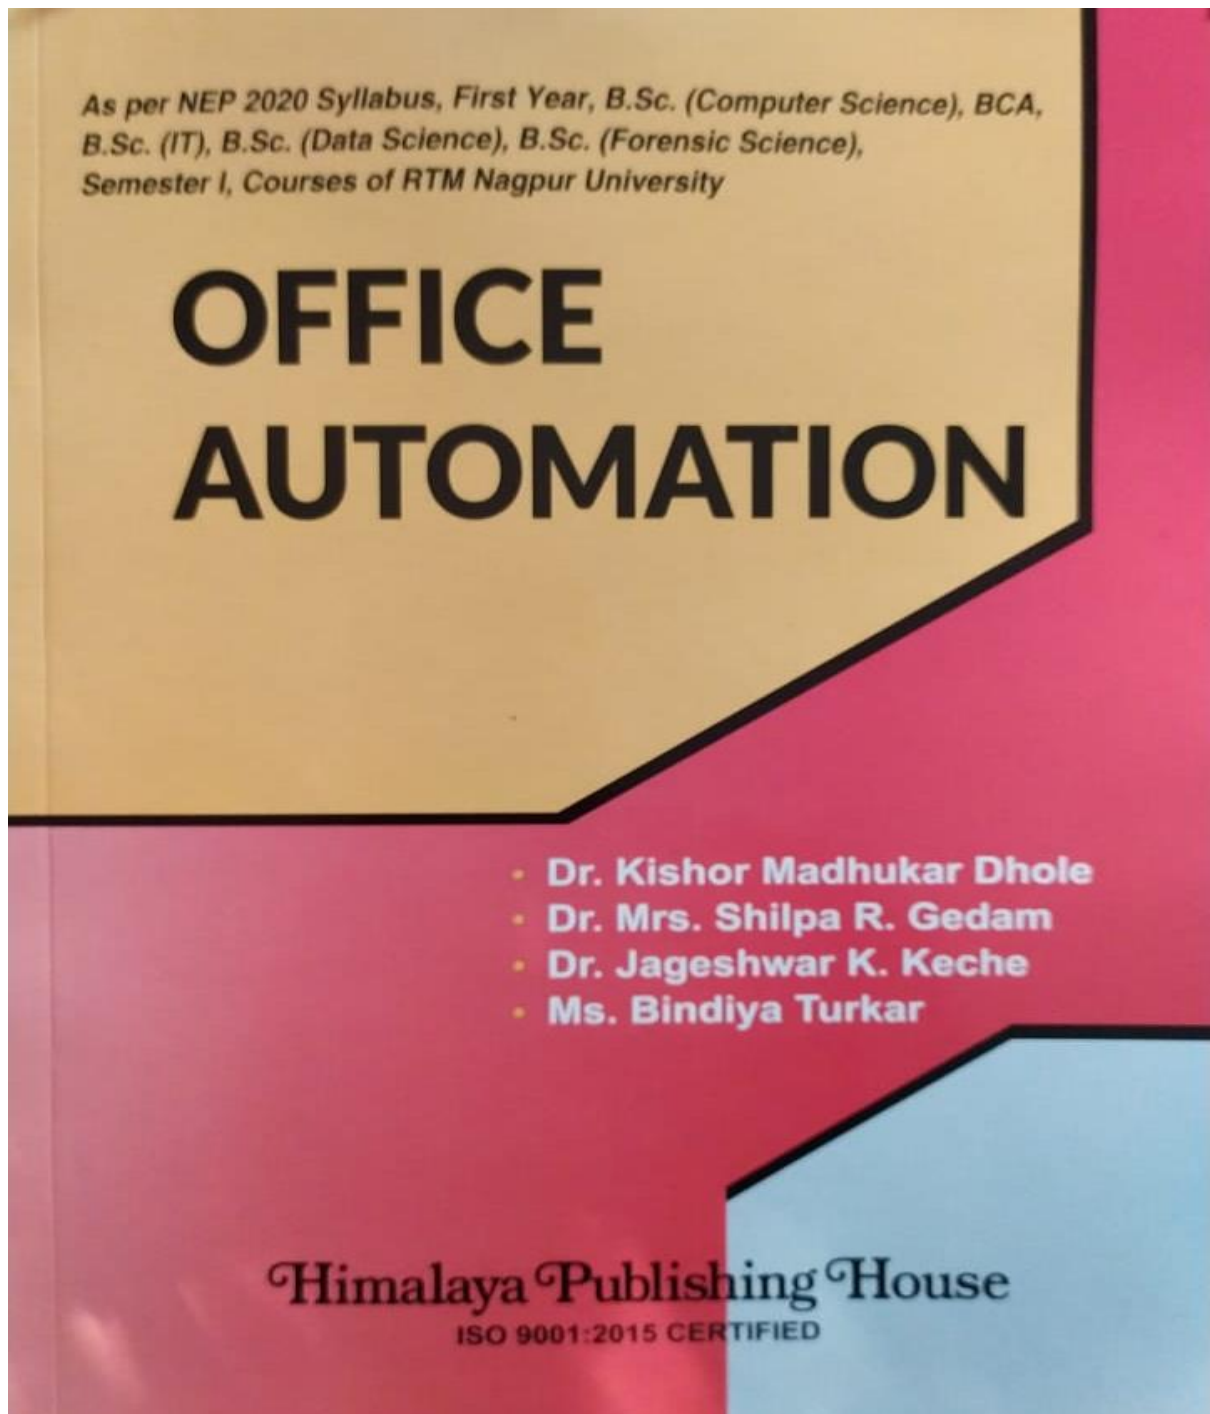 As per NEP 2020 Syllabus, First Year, B.Sc. (Computer Science), BCA,
B.Sc. (IT), B.Sc. (Data Science), B.Sc. (Forensic Science),
Semester I, Courses of RTM Nagpur University
OFFICE
AUTOMATION
• Dr. Kishor Madhukar Dhole
• Dr. Mrs. Shilpa R. Gedam
• Dr. Jageshwar K. Keche
• Ms. Bindiya Turkar
Himalaya Publishing House
ISO 9001:2015 CERTIFIED